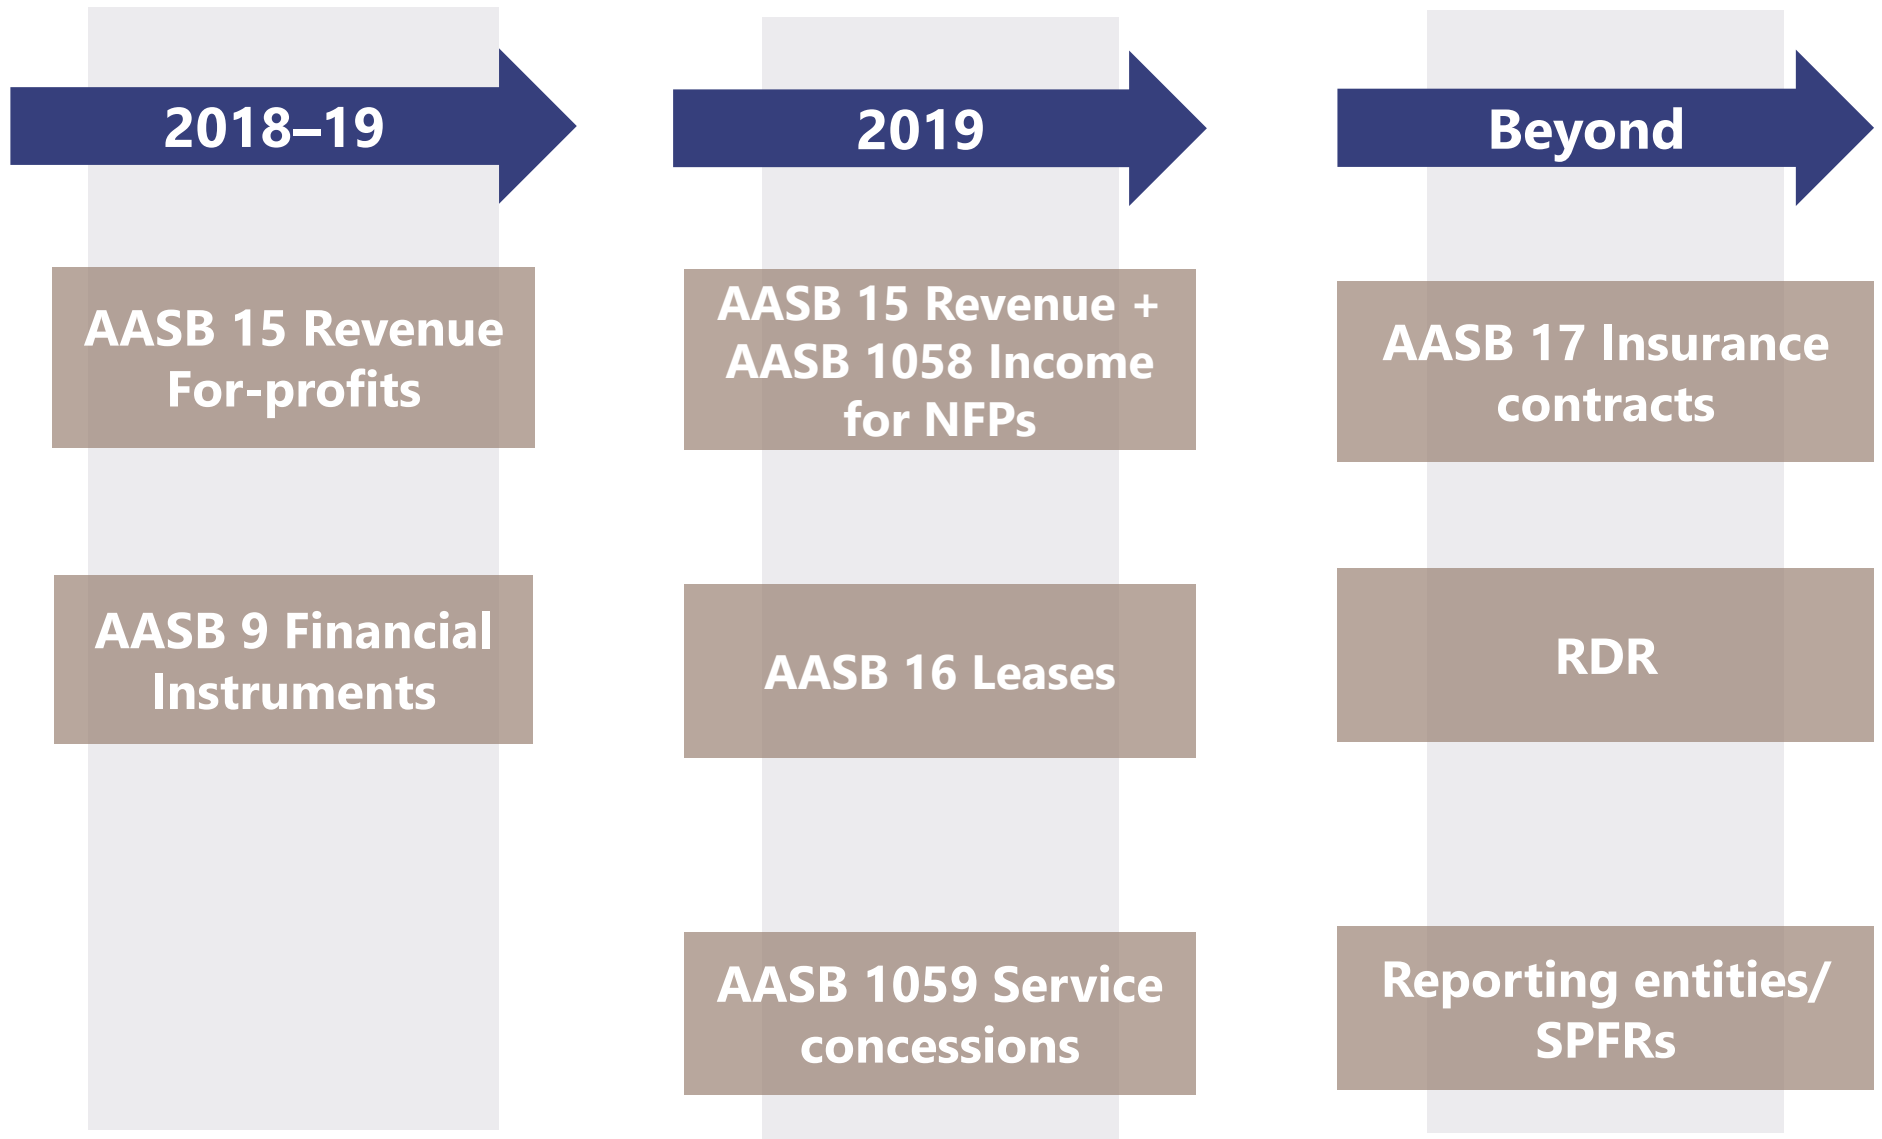 2018–19
AASB 15 Revenue
For-profits
AASB 9 Financial
Instruments
2019
AASB 15 Revenue +
AASB 1058 Income
for NFPs
AASB 16 Leases
AASB 1059 Service
concessions
Beyond
AASB 17 Insurance
contracts
RDR
Reporting entities/
SPFRs